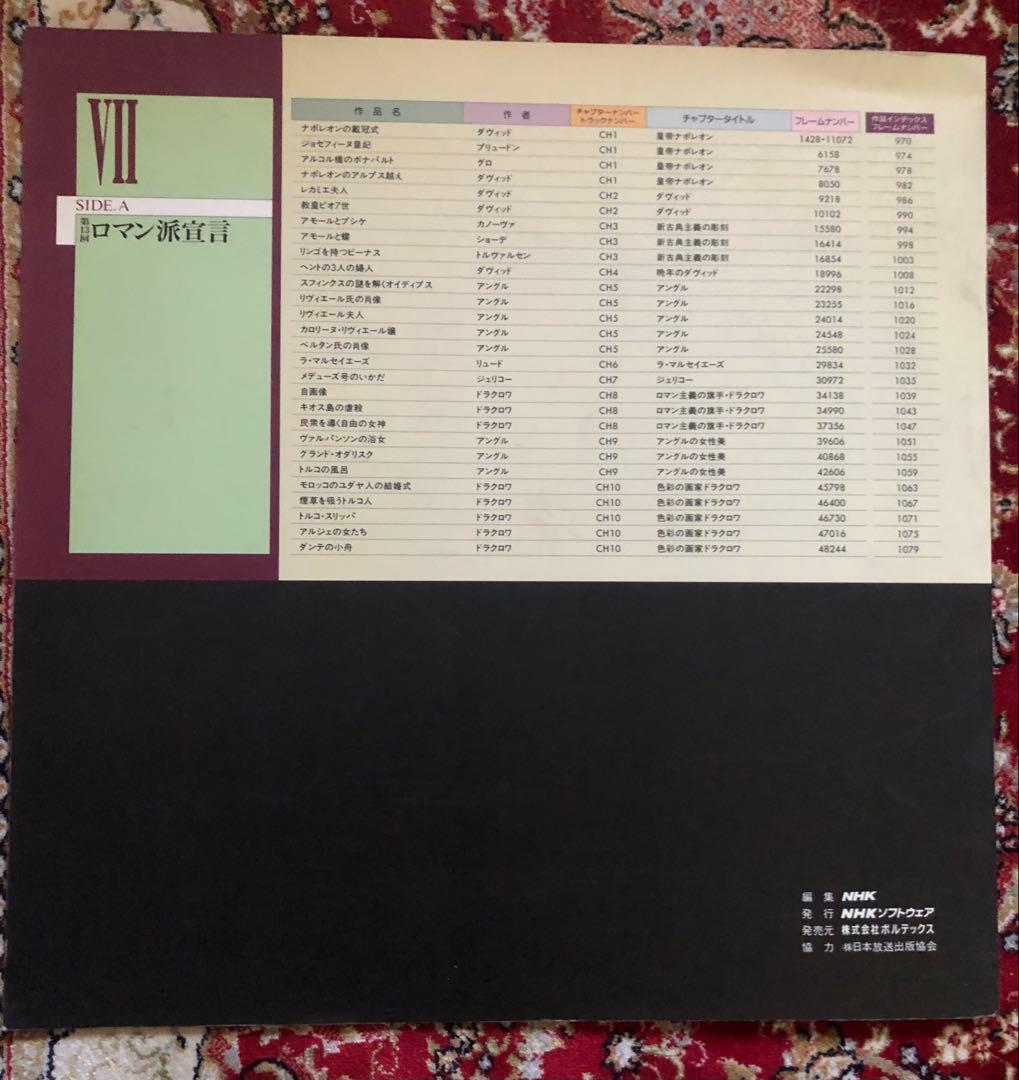 VII
SIDE.A
第13回 ロマン派宣言
作品名 作者 チャプターナンバー トラックナンバー チャプタータイトル フレームナンバー 作品インデックス フレームナンバー
ナポレオンの戴冠式 ダヴィッド CH1 皇帝ナポレオン 1428-11072 970
ジョセフィーヌ皇妃 プリュードン CH1 皇帝ナポレオン 6158 974
アルコル橋のボナパルト グロ CH1 皇帝ナポレオン 7678 978
ナポレオンのアルプス越え ダヴィッド CH1 皇帝ナポレオン 8050 982
レカミエ夫人 ダヴィッド CH2 ダヴィッド 9218 986
教皇ピオ7世 ダヴィッド CH2 ダヴィッド 10102 990
アモールとプシケ カノーヴァ CH3 新古典主義の彫刻 15580 994
アモールと蝶 ショーデ CH3 新古典主義の彫刻 16414 998
リンゴを持つビーナス トルヴァルセン CH3 新古典主義の彫刻 16854 1003
ヘントの3人の婦人 ダヴィッド CH4 晩年のダヴィッド 18996 1008
スフィンクスの謎を解くオイディプス アングル CH5 アングル 22298 1012
リヴィエール氏の肖像 アングル CH5 アングル 23255 1016
リヴィエール夫人 アングル CH5 アングル 24014 1020
カロリーヌ・リヴィエール嬢 アングル CH5 アングル 24548 1024
ベルタン氏の肖像 アングル CH5 アングル 25580 1028
ラ・マルセイエーズ リュード CH6 ラ・マルセイエーズ 29834 1032
メデューズ号のいかだ ジェリコー CH7 ジェリコー 30972 1035
自画像 ドラクロワ CH8 ロマン主義の旗手・ドラクロワ 34138 1039
キオス島の虐殺 ドラクロワ CH8 ロマン主義の旗手・ドラクロワ 34990 1043
民衆を導く自由の女神 ドラクロワ CH8 ロマン主義の旗手・ドラクロワ 37356 1047
ヴァルパンソンの浴女 アングル CH9 アングルの女性美 39606 1051
グランド・オダリスク アングル CH9 アングルの女性美 40868 1055
トルコの風呂 アングル CH9 アングルの女性美 42606 1059
モロッコのユダヤ人の結婚式 ドラクロワ CH10 色彩の画家ドラクロワ 45798 1063
煙草を吸うトルコ人 ドラクロワ CH10 色彩の画家ドラクロワ 46400 1067
トルコ・スリッパ ドラクロワ CH10 色彩の画家ドラクロワ 46730 1071
アルジェの女たち ドラクロワ CH10 色彩の画家ドラクロワ 47016 1075
ダンテの小舟 ドラクロワ CH10 色彩の画家ドラクロワ 48244 1079
編集 NHK
発行 NHKソフトウェア
発売元 株式会社ポルテックス
協力 ㈱日本放送出版協会